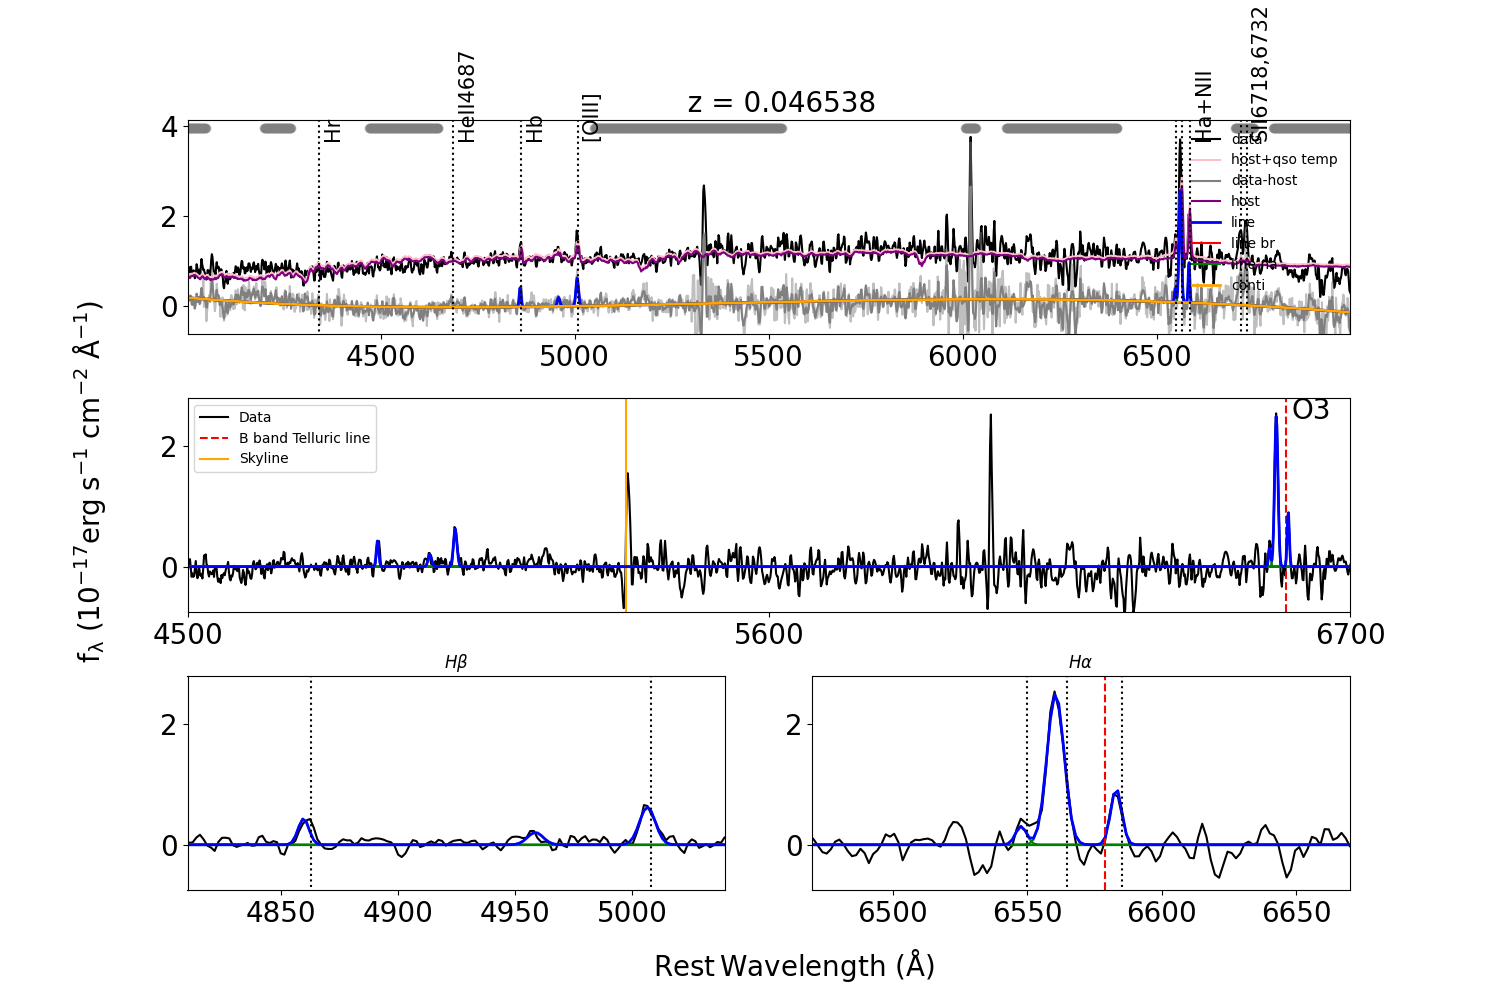 z = 0.046538
Hr
HeII4687
Hb
[OIII]
Ha+NII
SII6718,6732
4
2
0
data
host+qso temp
data-host
host
line
line br
conti
4500
5000
5500
6000
6500
Data
B band Telluric line
Skyline
O3
2
0
4500
5600
6700
fλ (10⁻¹⁷erg s⁻¹ cm⁻² Å⁻¹)
Hβ
2
0
4850
4900
4950
5000
Hα
2
0
6500
6550
6600
6650
Rest Wavelength (Å)